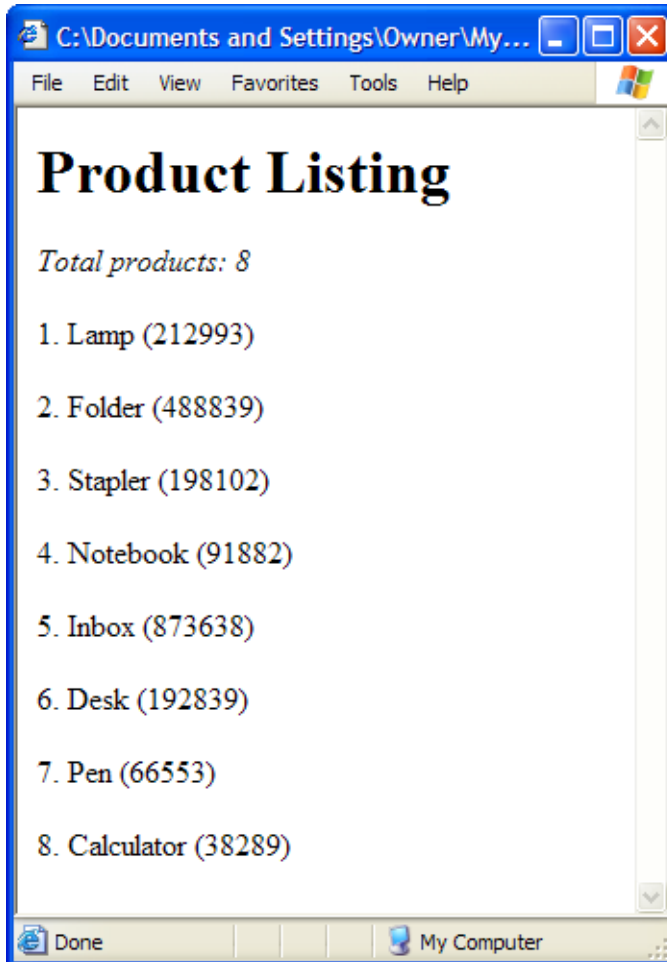 C:\Documents and Settings\Owner\My...
File Edit View Favorites Tools Help
Product Listing
Total products: 8
1. Lamp (212993)
2. Folder (488839)
3. Stapler (198102)
4. Notebook (91882)
5. Inbox (873638)
6. Desk (192839)
7. Pen (66553)
8. Calculator (38289)
Done My Computer